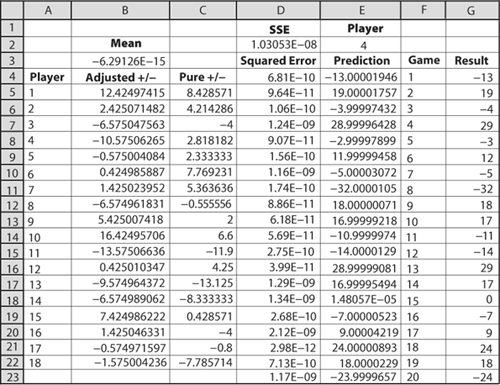 A B C D E F G
1 SSE Player
2 Mean 1.03053E−08 4
3 −6.29126E−15 Squared Error Prediction Game Result
4 Player Adjusted +/− Pure +/− 6.81E−10 −13.00001946 1 −13
5 1 12.42497415 8.428571 9.64E−11 19.00001757 2 19
6 2 2.425071482 4.214286 1.06E−10 −3.99997432 3 −4
7 3 −6.575047563 −4 1.24E−09 28.99996428 4 29
8 4 −10.57506265 2.818182 9.07E−11 −2.99997899 5 −3
9 5 −0.575004084 2.333333 1.56E−10 11.99999458 6 12
10 6 0.424985887 7.769231 1.16E−09 −5.00003072 7 −5
11 7 1.425023952 5.363636 1.74E−10 −32.0000105 8 −32
12 8 −6.574961831 −0.555556 8.86E−11 18.00000071 9 18
13 9 5.425007418 2 6.18E−11 16.99999218 10 17
14 10 16.42495706 6.6 5.69E−11 −10.9999974 11 −11
15 11 −13.57506636 −11.9 2.75E−10 −14.0000129 12 −14
16 12 0.425010347 4.25 3.99E−11 28.99999081 13 29
17 13 −9.574964372 −13.125 1.29E−09 16.99995494 14 17
18 14 −6.574989062 −8.333333 1.34E−09 1.48057E−05 15 0
19 15 7.424986222 0.428571 2.68E−10 −7.00000523 16 −7
20 16 1.425046331 −4 2.12E−09 9.00004219 17 9
21 17 −0.574971597 −0.8 2.98E−12 24.00000893 18 24
22 18 −1.575004236 −7.785714 7.13E−10 18.0000229 19 18
23 1.17E−09 −23.9999657 20 −24